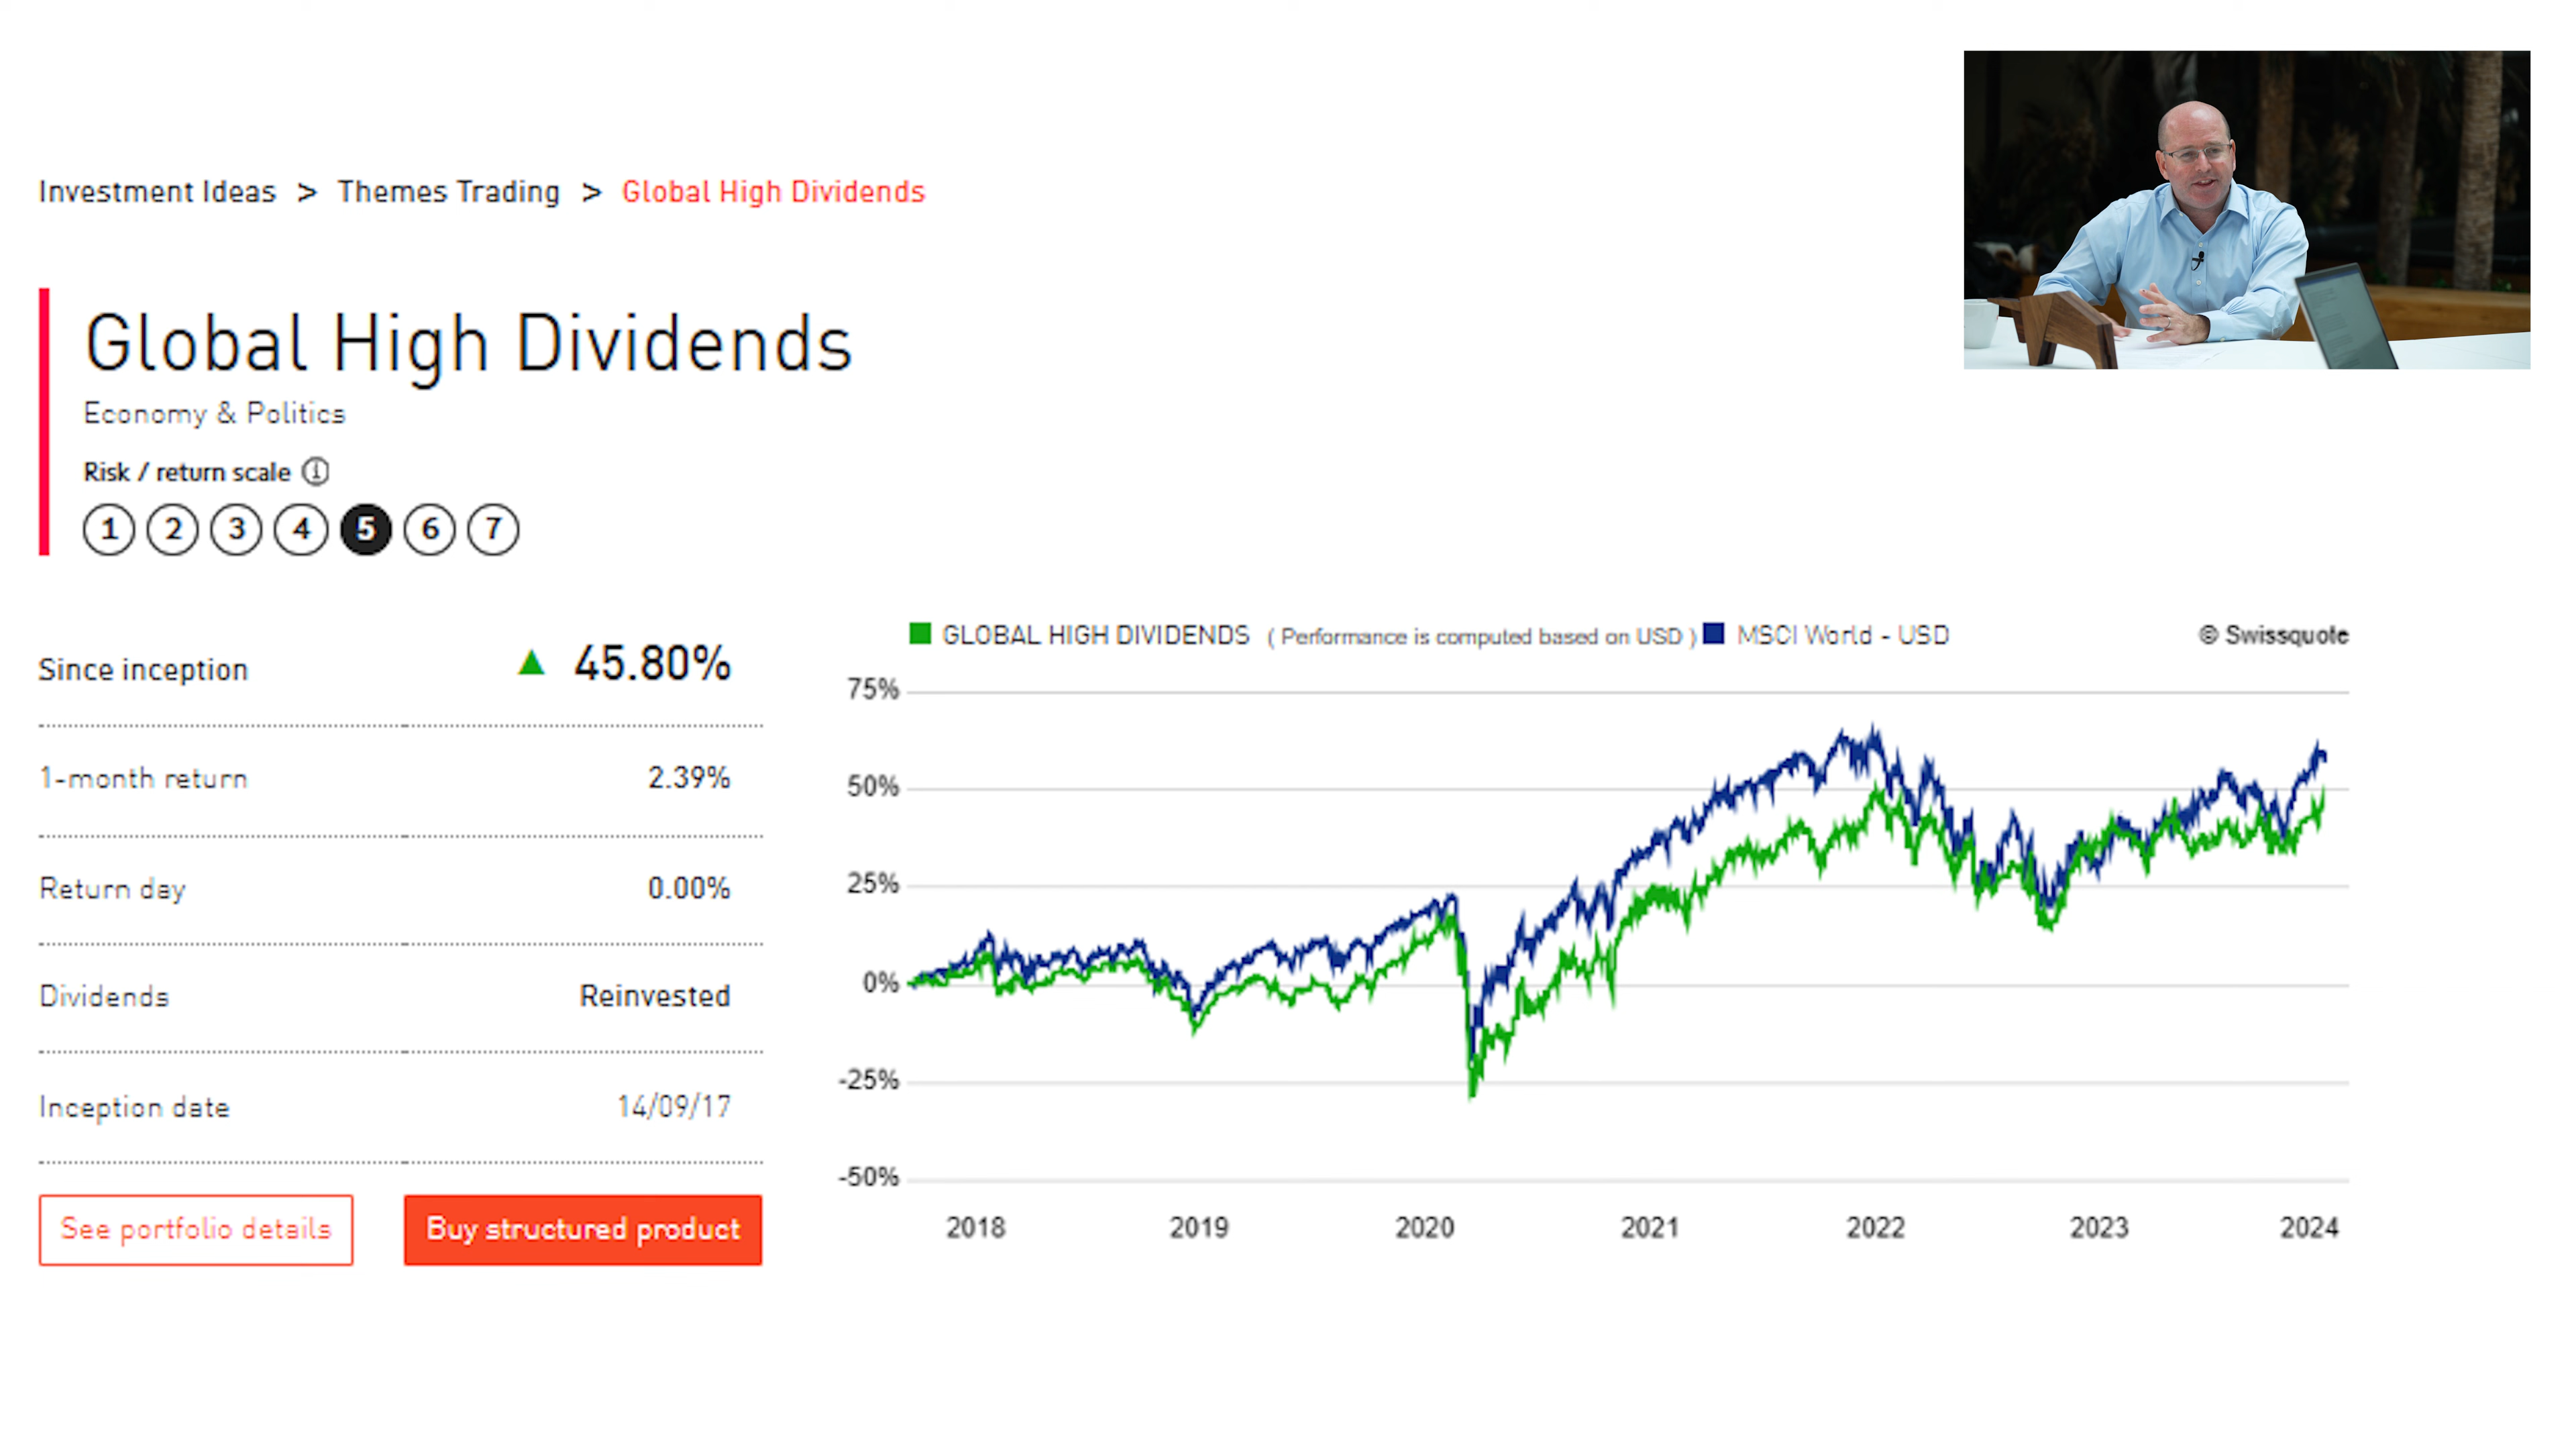 Investment Ideas > Themes Trading > Global High Dividends
Global High Dividends
Economy & Politics
Risk / return scale ⓘ
1 2 3 4 5 6 7
Since inception ▲ 45.80%
1-month return 2.39%
Return day 0.00%
Dividends Reinvested
Inception date 14/09/17
See portfolio details
Buy structured product
GLOBAL HIGH DIVIDENDS ( Performance is computed based on USD ) MSCI World - USD
© Swissquote
75%
50%
25%
0%
-25%
-50%
2018 2019 2020 2021 2022 2023 2024